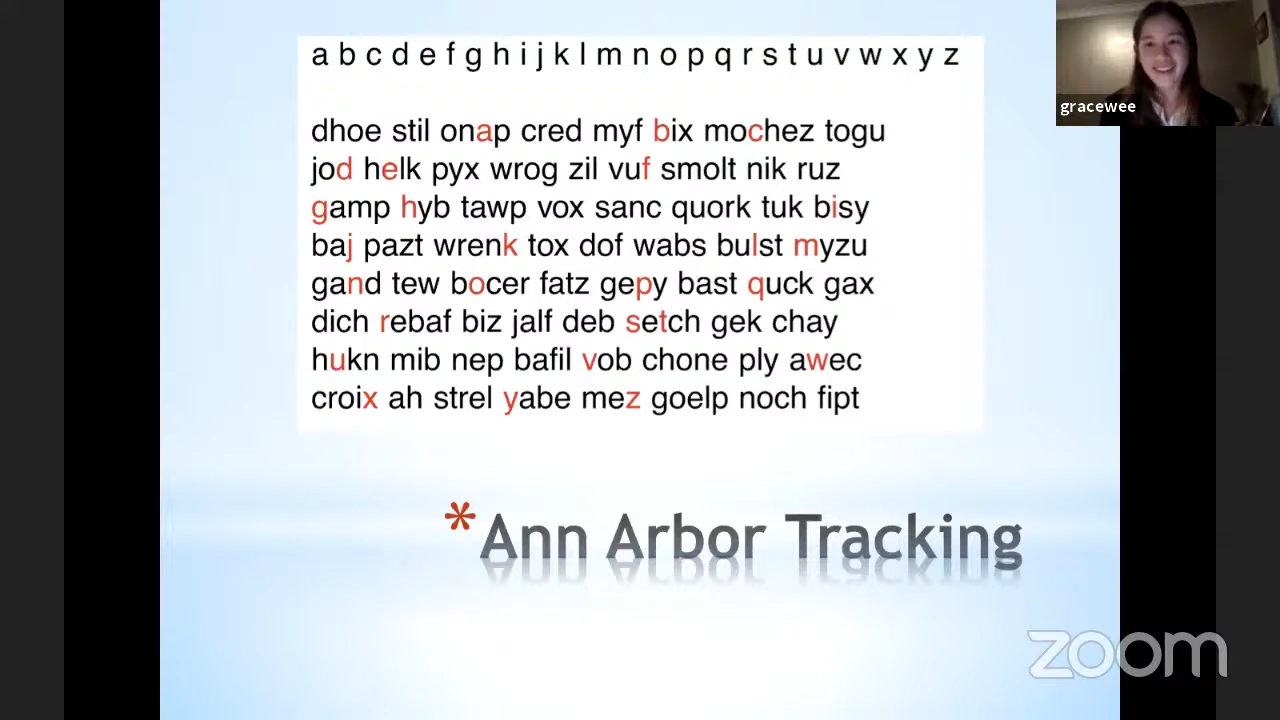 a b c d e f g h i j k l m n o p q r s t u v w x y z
dhoe stil onap cred myf bix mochez togu
jod helk pyx wrog zil vuf smolt nik ruz
gamp hyb tawp vox sanc quork tuk bisy
baj pazt wrenk tox dof wabs bulst myzu
gand tew bocer fatz gepy bast quck gax
dich rebaf biz jalf deb setch gek chay
hukn mib nep bafil vob chone ply awec
croix ah strel yabe mez goelp noch fipt
*Ann Arbor Tracking
gracewee
zoom